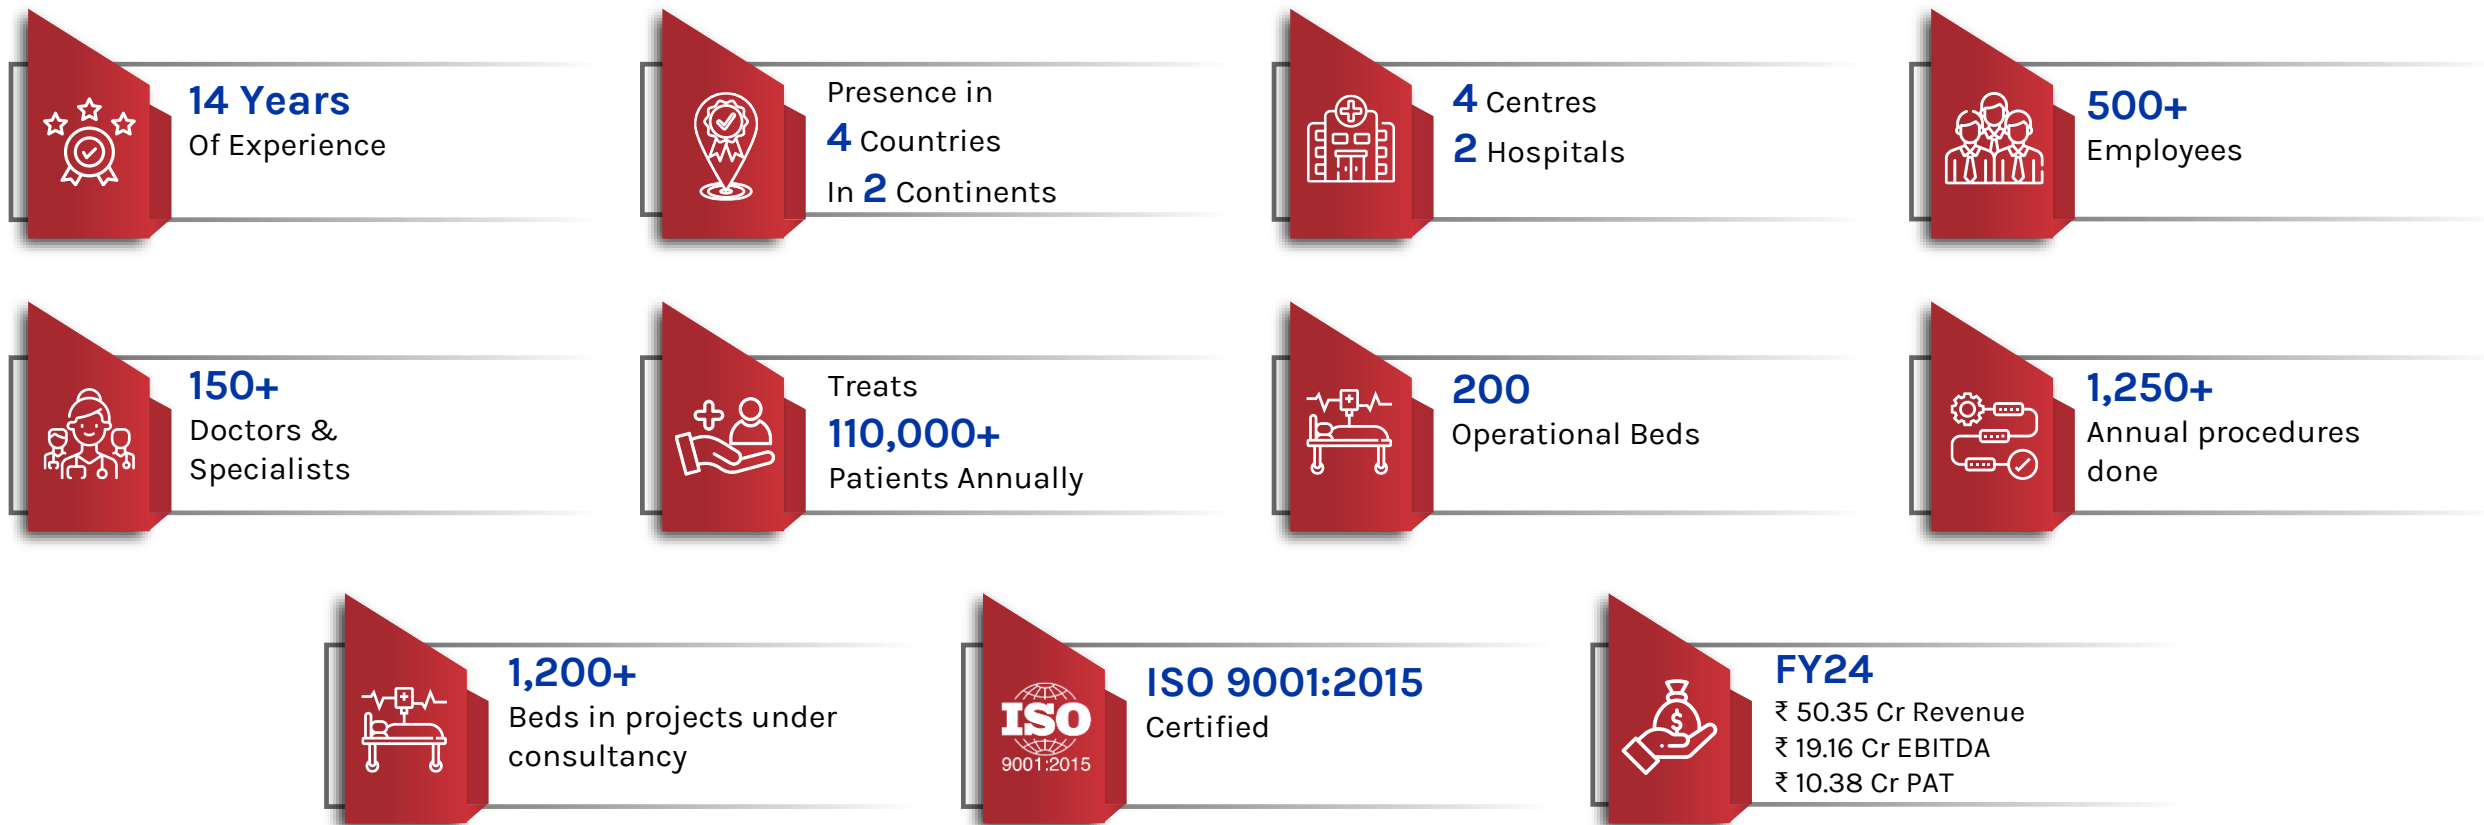 14 Years
Of Experience
Presence in
4 Countries
In 2 Continents
4 Centres
2 Hospitals
500+
Employees
150+
Doctors &
Specialists
Treats
110,000+
Patients Annually
200
Operational Beds
1,250+
Annual procedures
done
1,200+
Beds in projects under
consultancy
ISO
9001:2015
ISO 9001:2015
Certified
$
FY24
₹ 50.35 Cr Revenue
₹ 19.16 Cr EBITDA
₹ 10.38 Cr PAT